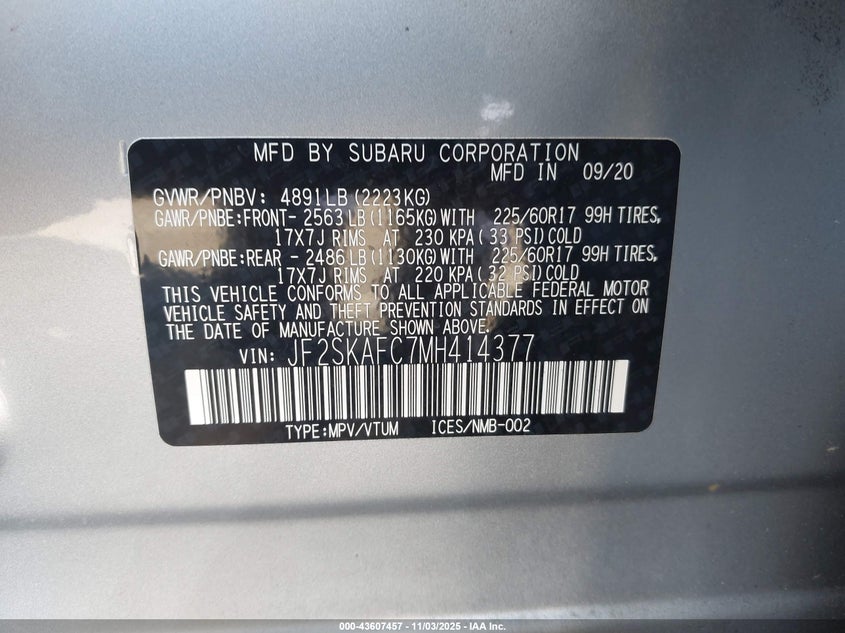 MFD BY SUBARU CORPORATION
MFD IN 09/20
GVWR/PNBV: 4891LB (2223KG)
GAWR/PNBE:FRONT- 2563 LB (1165KG) WITH 225/60R17 99H TIRES,
17X7J RIMS AT 230 KPA ( 33 PSI) COLD
GAWR/PNBE:REAR - 2486 LB (1130KG) WITH 225/60R17 99H TIRES,
17X7J RIMS AT 220 KPA ( 32 PSI) COLD
THIS VEHICLE CONFORMS TO ALL APPLICABLE FEDERAL MOTOR
VEHICLE SAFETY AND THEFT PREVENTION STANDARDS IN EFFECT ON
THE DATE OF MANUFACTURE SHOWN ABOVE.
VIN: JF2SKAFC7MH414377
TYPE:MPV/VTUM ICES/NMB-002
000-43607457 - 11/03/2025 - IAA Inc.